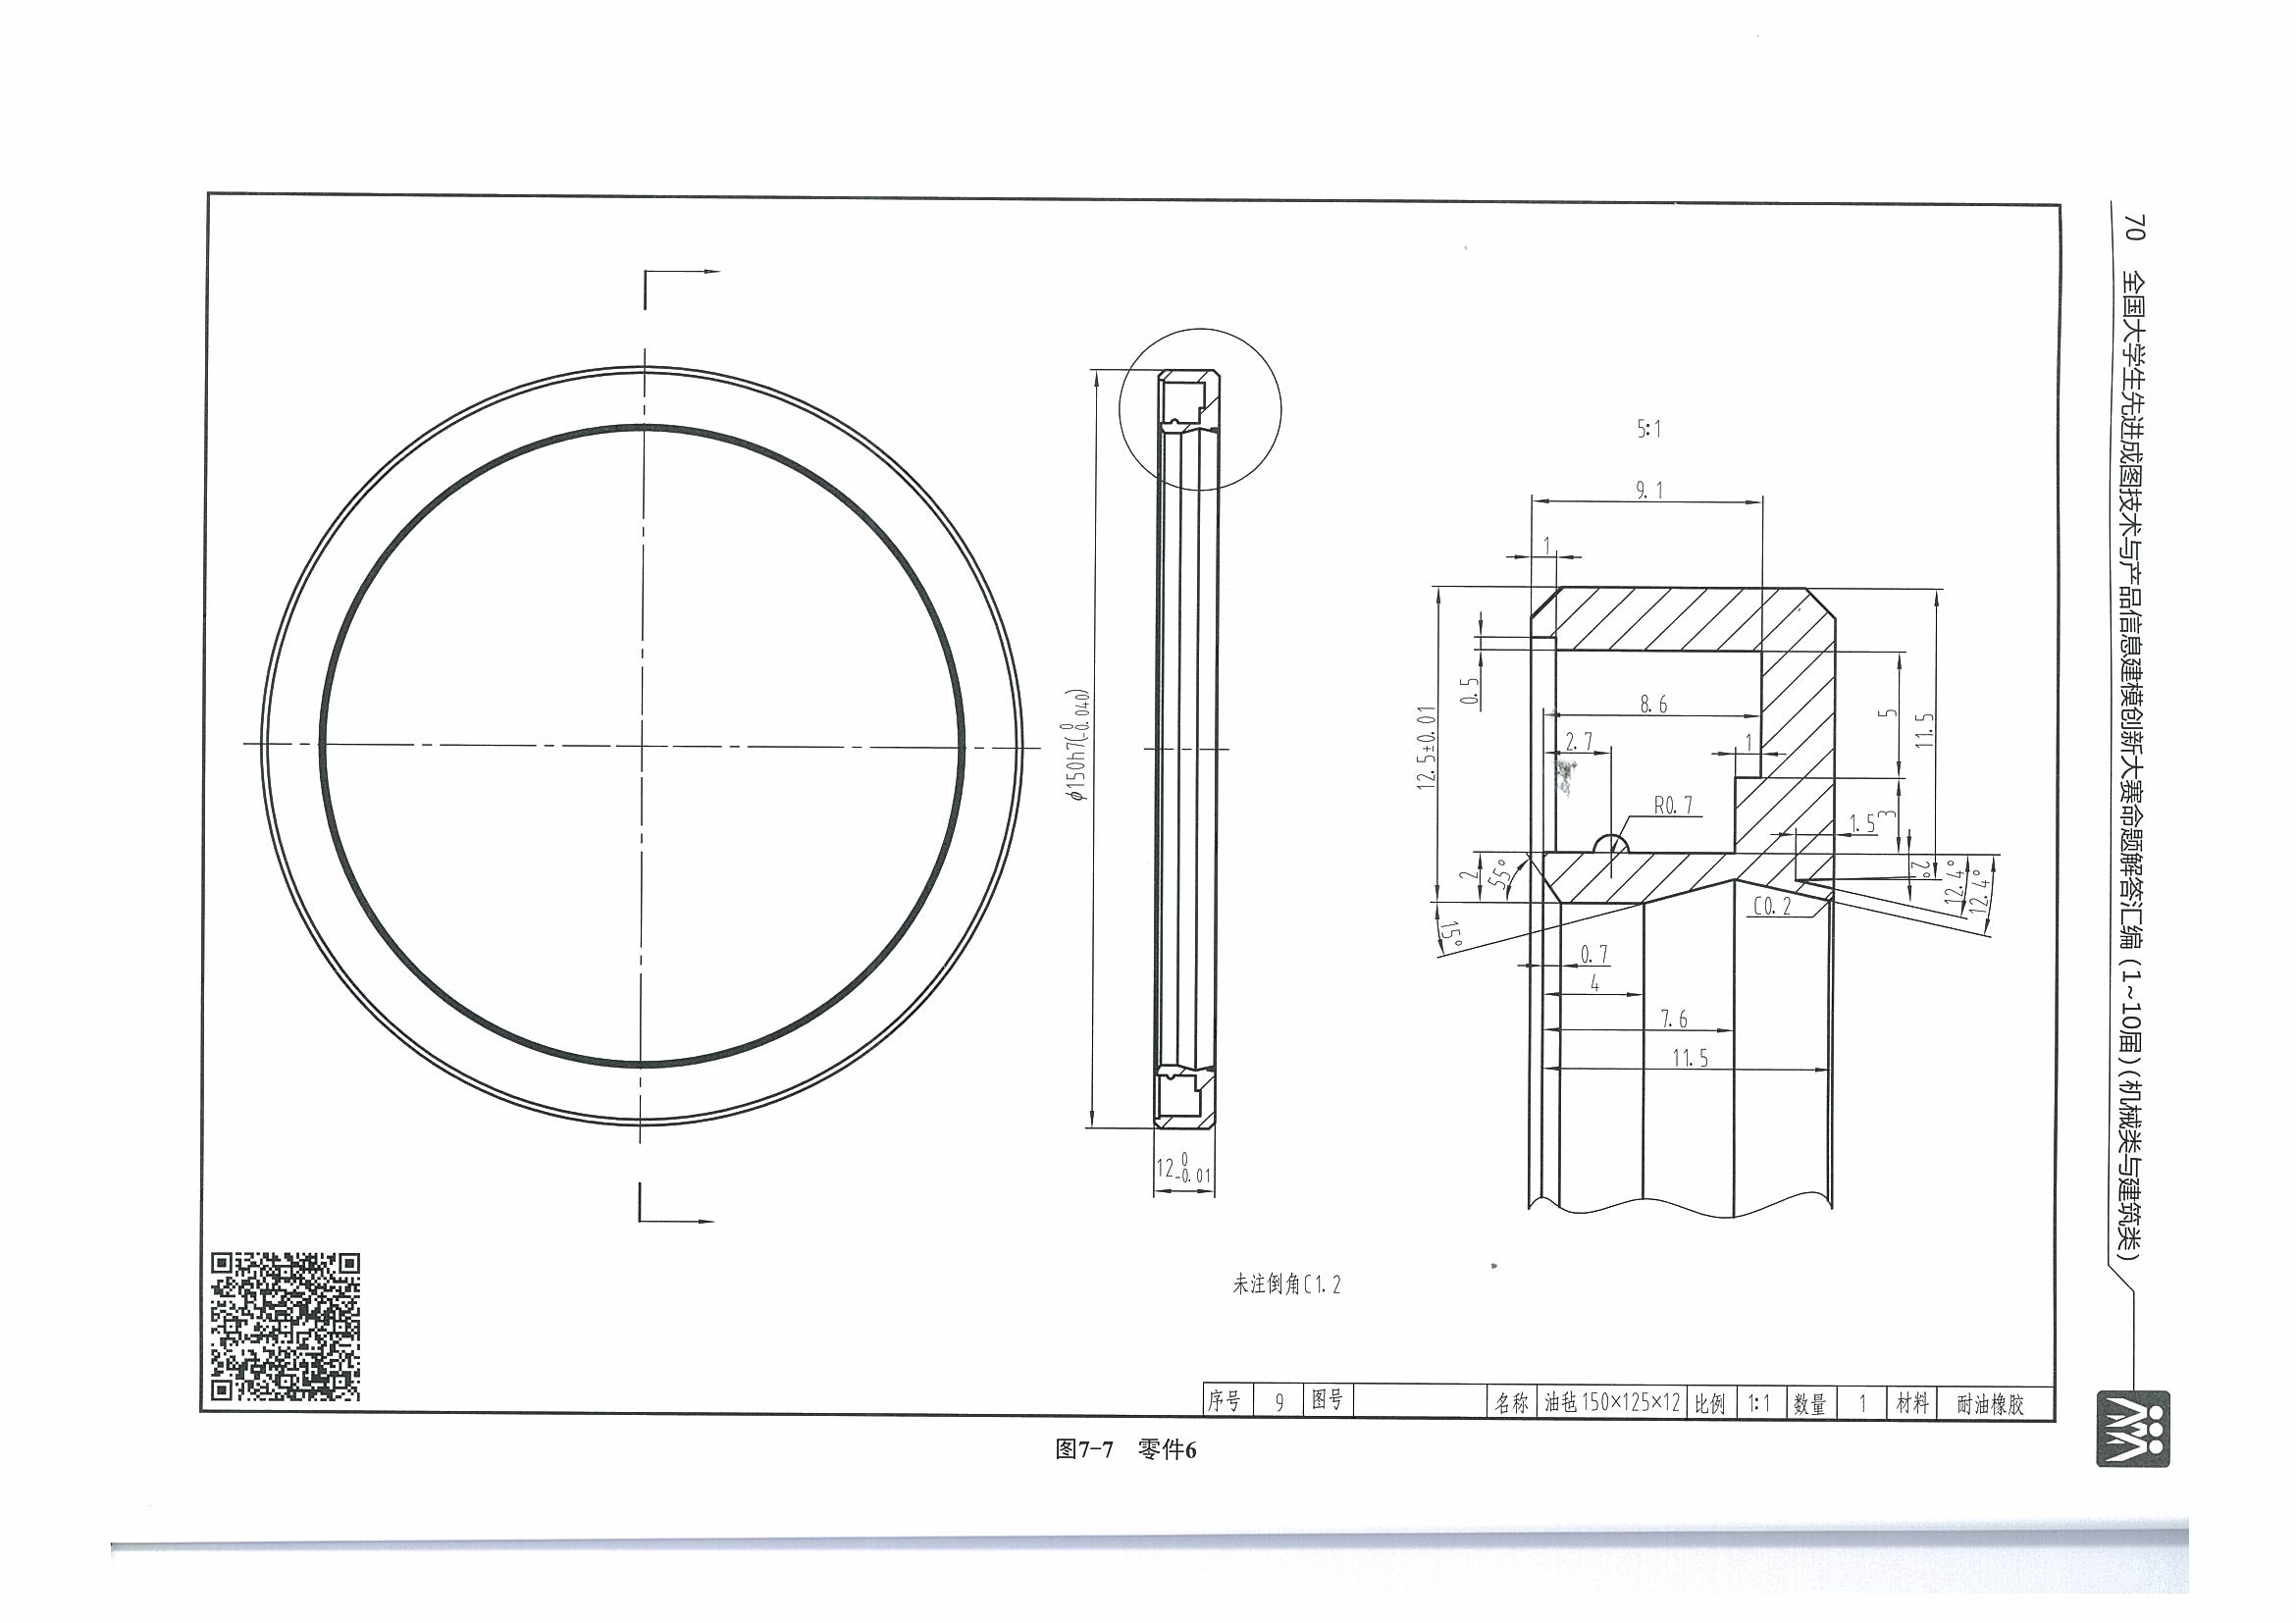 70 全国大学生先进成图技术与产品信息建模创新大赛命题解答汇编(1~10届)(机械类与建筑类)
φ150h7(0 -0.040)
12 0 -0.01
5:1
9.1
1
0.5
8.6
2.7
1
R0.7
12.5±0.01
5
11.5
3
1.5
2
55°
15°
2°
12.4°
12.4°
C0.2
0.7
4
7.6
11.5
未注倒角C1.2
序号 9 图号 名称 油毡150×125×12 比例 1:1 数量 1 材料 耐油橡胶
图7-7 零件6